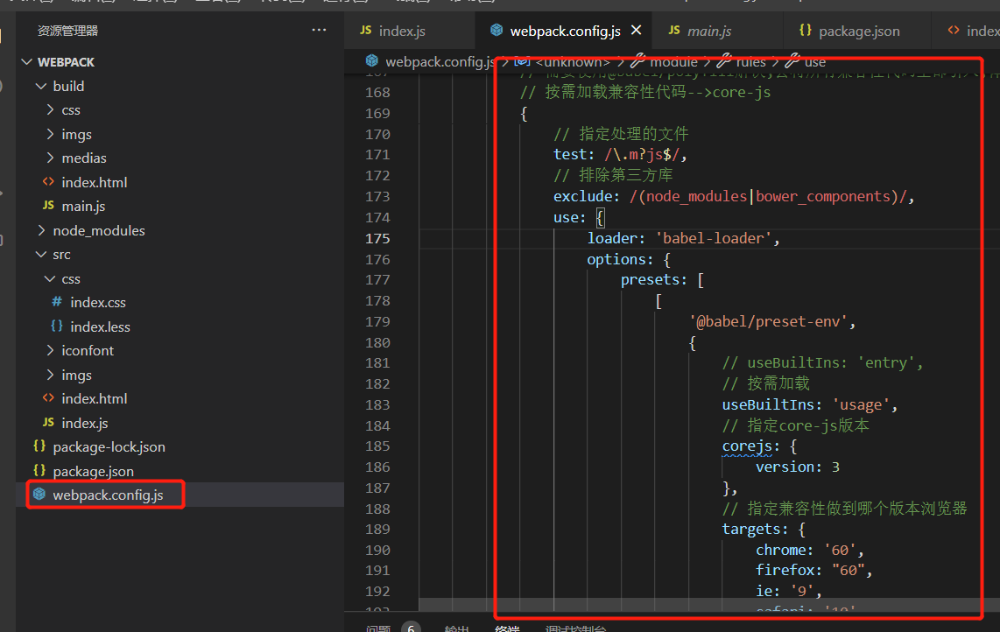 资源管理器
WEBPACK
build
css
imgs
medias
index.html
JS main.js
node_modules
src
css
# index.css
{} index.less
iconfont
imgs
index.html
JS index.js
{} package-lock.json
{} package.json
webpack.config.js
JS index.js
webpack.config.js
JS main.js
{} package.json
index
webpack.config.js > <unknown> > module > rules > use
168 // 按需加载兼容性代码-->core-js
169 {
170 // 指定处理的文件
171 test: /\.m?js$/,
172 // 排除第三方库
173 exclude: /(node_modules|bower_components)/,
174 use: {
175 loader: 'babel-loader',
176 options: {
177 presets: [
178 [
179 '@babel/preset-env',
180 {
181 // useBuiltIns: 'entry',
182 // 按需加载
183 useBuiltIns: 'usage',
184 // 指定core-js版本
185 corejs: {
186 version: 3
187 },
188 // 指定兼容性做到哪个版本浏览器
189 targets: {
190 chrome: '60',
191 firefox: "60",
192 ie: '9',
问题 6 输出 终端 调试控制台